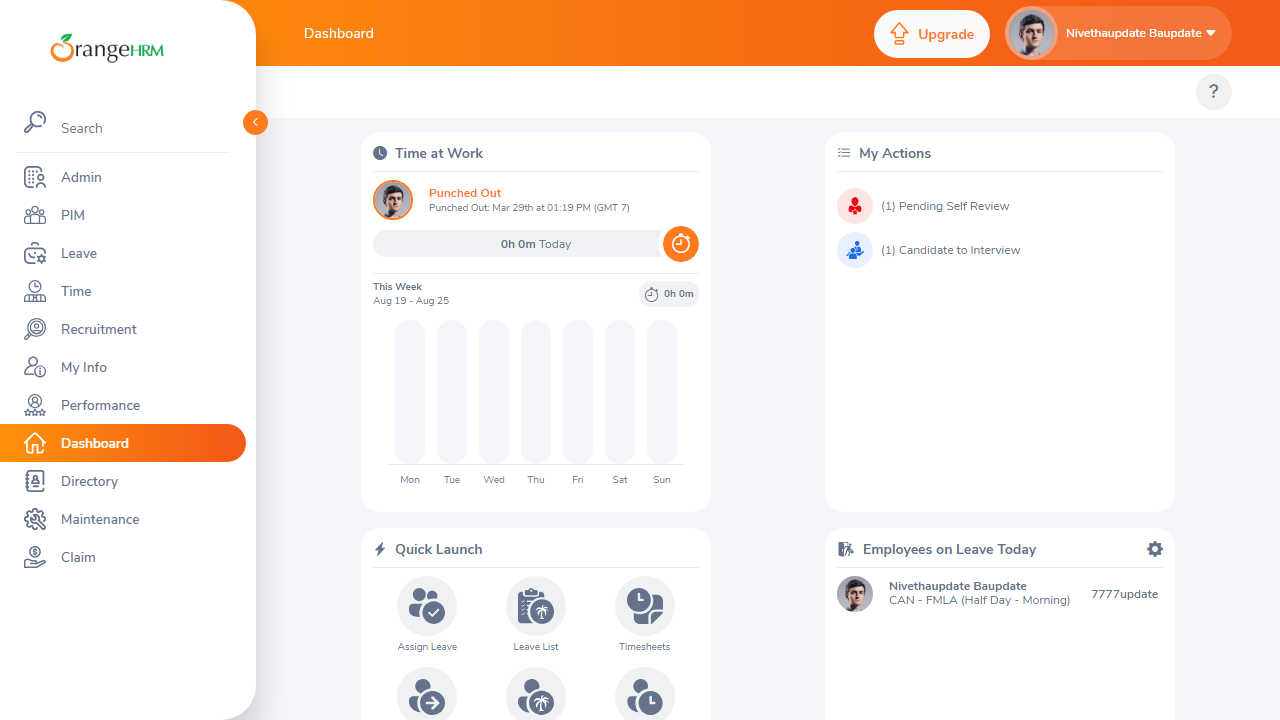 OrangeHRM
Search
Admin
PIM
Leave
Time
Recruitment
My Info
Performance
Dashboard
Directory
Maintenance
Claim
Dashboard
Upgrade
Nivethaupdate Baupdate
?
Time at Work
Punched Out
Punched Out: Mar 29th at 01:19 PM (GMT 7)
0h 0m Today
This Week
Aug 19 - Aug 25
0h 0m
Mon Tue Wed Thu Fri Sat Sun
My Actions
(1) Pending Self Review
(1) Candidate to Interview
Quick Launch
Assign Leave
Leave List
Timesheets
Employees on Leave Today
Nivethaupdate Baupdate
CAN - FMLA (Half Day - Morning)
7777update